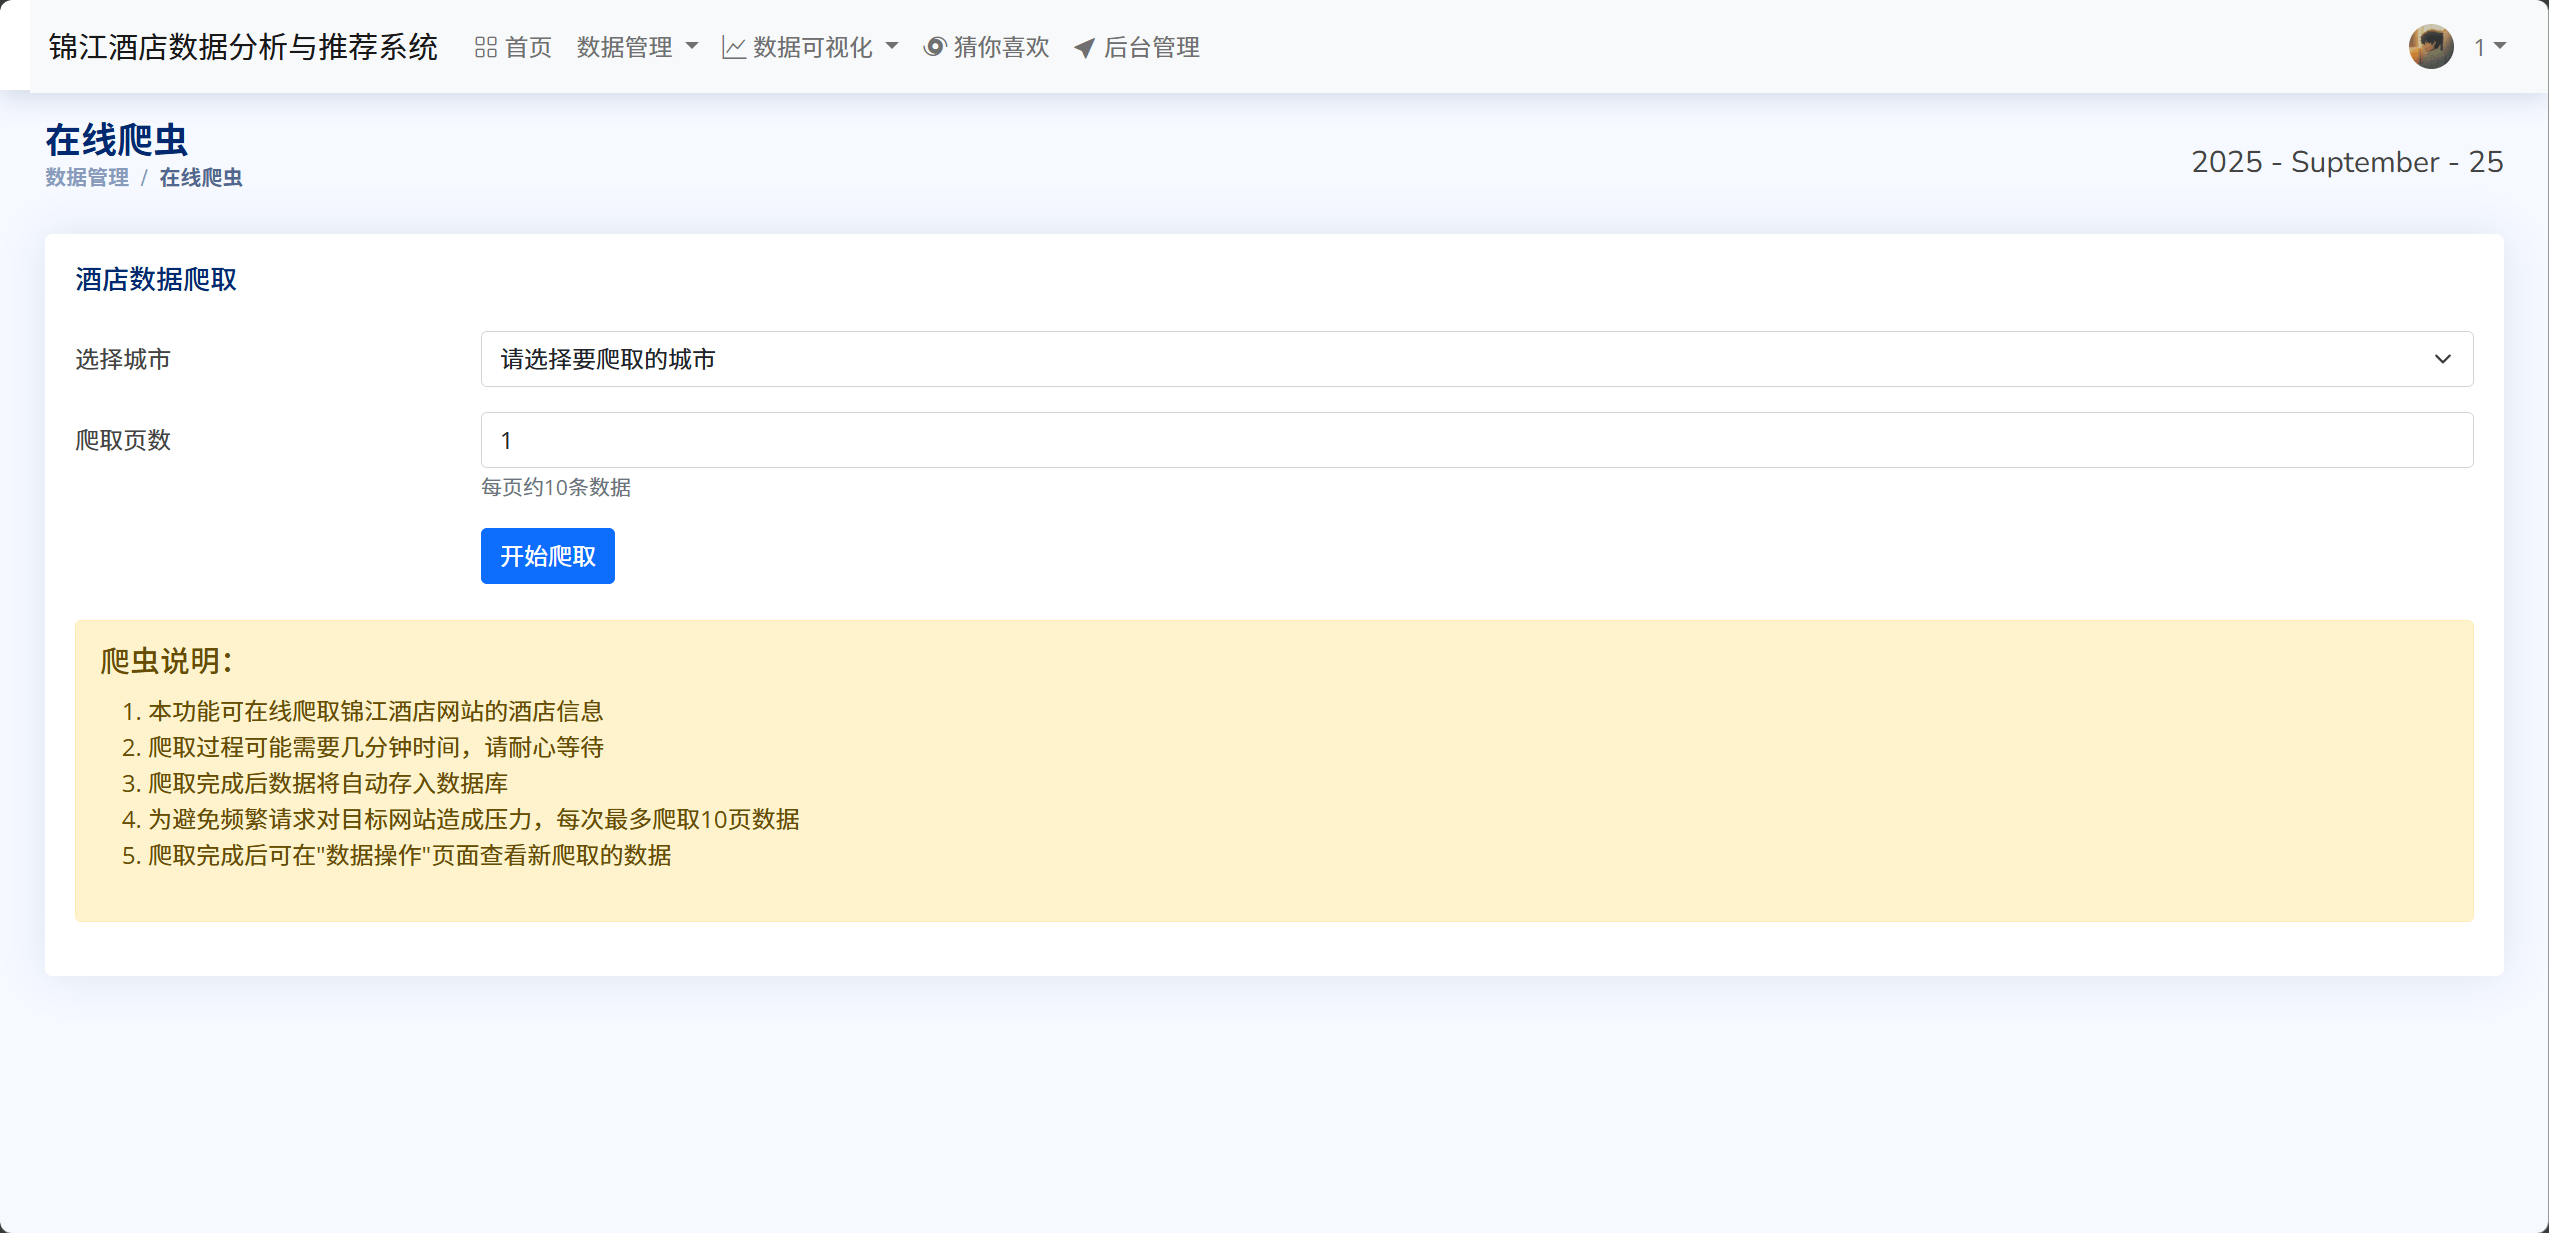 锦江酒店数据分析与推荐系统 首页 数据管理 数据可视化 猜你喜欢 后台管理 1
在线爬虫
数据管理 / 在线爬虫
2025 - Suptember - 25
酒店数据爬取
选择城市 请选择要爬取的城市
爬取页数 1
每页约10条数据
开始爬取
爬虫说明：
1. 本功能可在线爬取锦江酒店网站的酒店信息
2. 爬取过程可能需要几分钟时间，请耐心等待
3. 爬取完成后数据将自动存入数据库
4. 为避免频繁请求对目标网站造成压力，每次最多爬取10页数据
5. 爬取完成后可在"数据操作"页面查看新爬取的数据